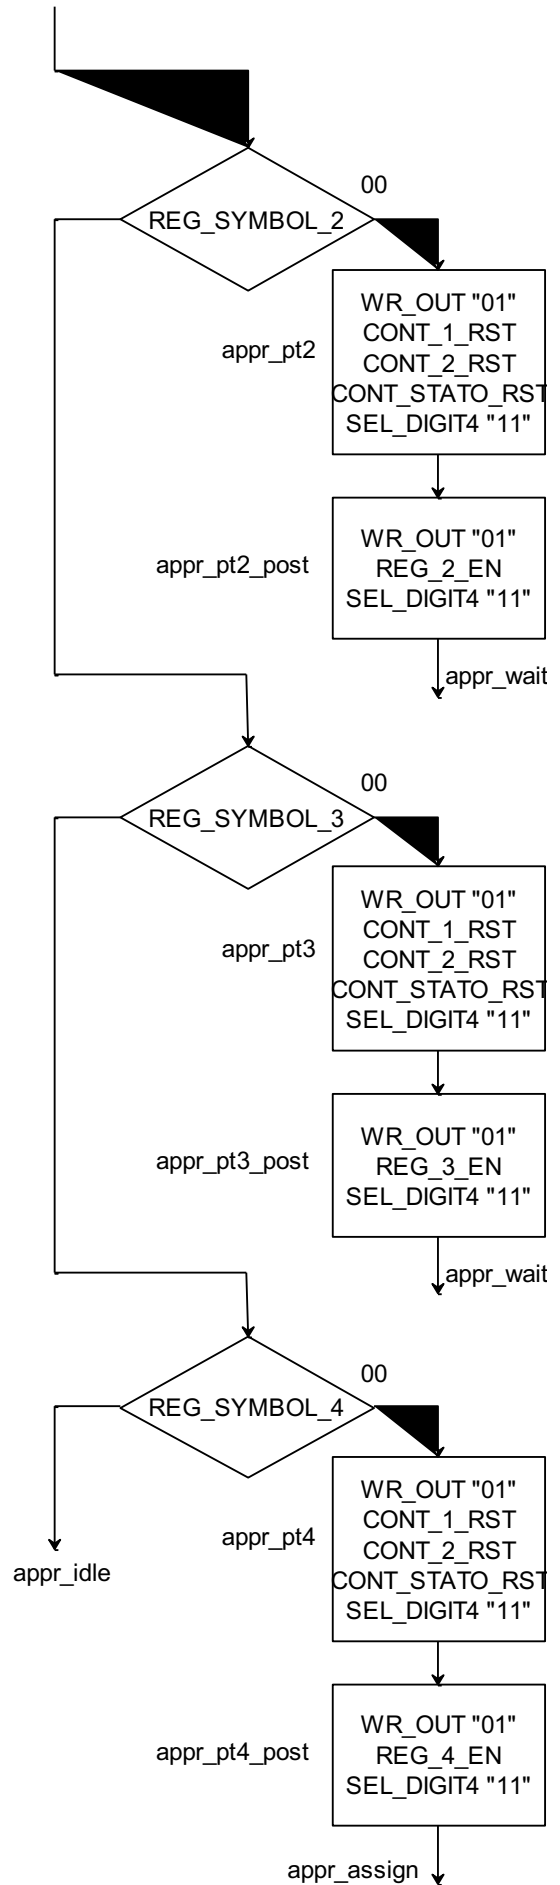 00
REG_SYMBOL_2
WR_OUT "01"
CONT_1_RST
CONT_2_RST
CONT_STATO_RST
SEL_DIGIT4 "11"
appr_pt2
WR_OUT "01"
REG_2_EN
SEL_DIGIT4 "11"
appr_pt2_post
appr_wait
00
REG_SYMBOL_3
WR_OUT "01"
CONT_1_RST
CONT_2_RST
CONT_STATO_RST
SEL_DIGIT4 "11"
appr_pt3
WR_OUT "01"
REG_3_EN
SEL_DIGIT4 "11"
appr_pt3_post
appr_wait
00
REG_SYMBOL_4
WR_OUT "01"
CONT_1_RST
CONT_2_RST
CONT_STATO_RST
SEL_DIGIT4 "11"
appr_pt4
appr_idle
WR_OUT "01"
REG_4_EN
SEL_DIGIT4 "11"
appr_pt4_post
appr_assign